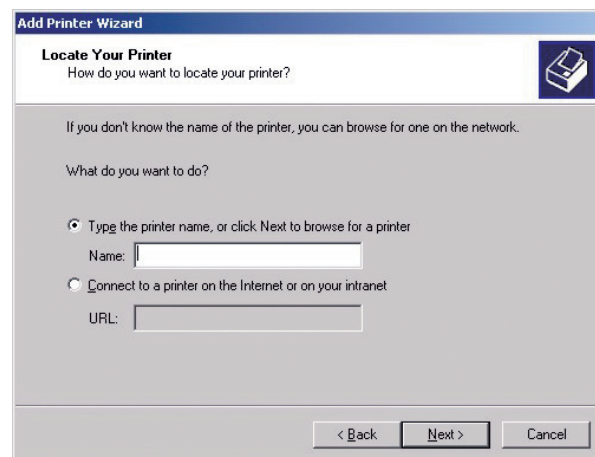 Add Printer Wizard
Locate Your Printer
How do you want to locate your printer?
If you don't know the name of the printer, you can browse for one on the network.
What do you want to do?
Type the printer name, or click Next to browse for a printer
Name:
Connect to a printer on the Internet or on your intranet
URL:
< Back Next > Cancel